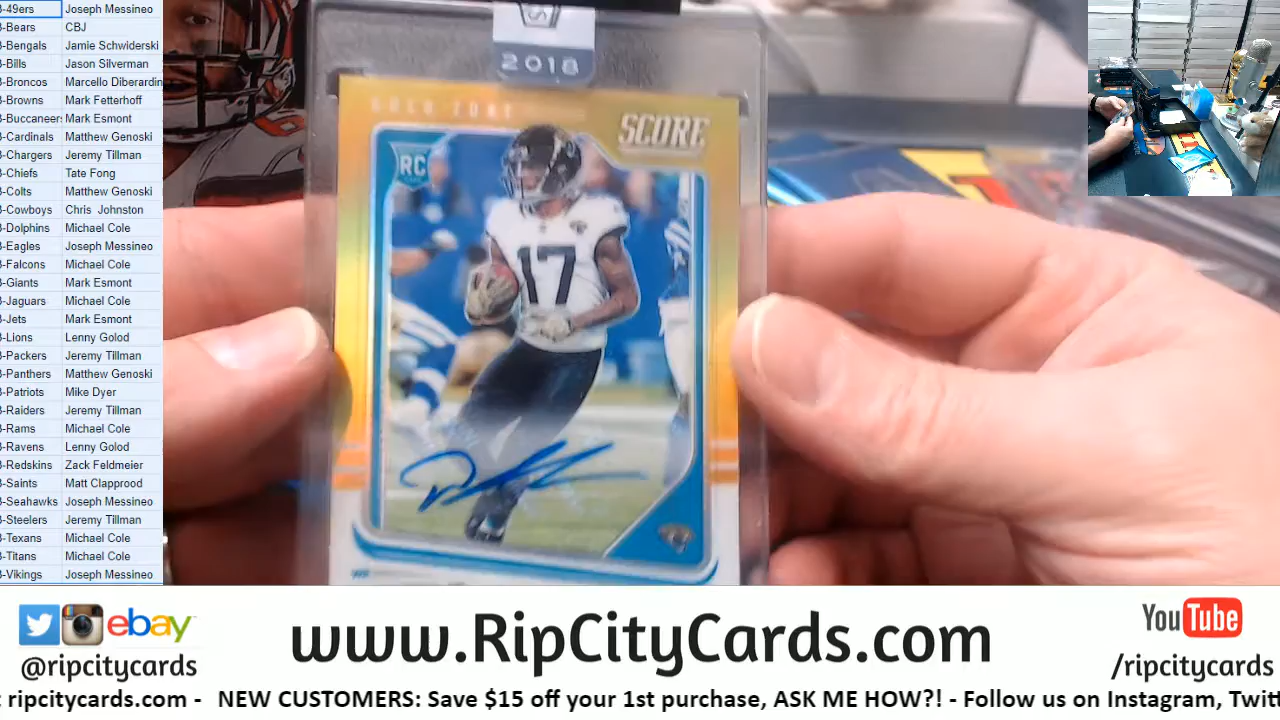 -49ers Joseph Messineo
-Bears CBJ
-Bengals Jamie Schwiderski
-Bills Jason Silverman
-Broncos Marcello Diberardin
-Browns Mark Fetterhoff
-Buccaneers Mark Esmont
-Cardinals Matthew Genoski
-Chargers Jeremy Tillman
-Chiefs Tate Fong
-Colts Matthew Genoski
-Cowboys Chris Johnston
-Dolphins Michael Cole
-Eagles Joseph Messineo
-Falcons Michael Cole
-Giants Mark Esmont
-Jaguars Michael Cole
-Jets Mark Esmont
-Lions Lenny Golod
-Packers Jeremy Tillman
-Panthers Matthew Genoski
-Patriots Mike Dyer
-Raiders Jeremy Tillman
-Rams Michael Cole
-Ravens Lenny Golod
-Redskins Zack Feldmeier
-Saints Matt Clapprood
-Seahawks Joseph Messineo
-Steelers Jeremy Tillman
-Texans Michael Cole
-Titans Michael Cole
-Vikings Joseph Messineo
2018
GOLD ZONE
SCORE
RC
17
ebay
@ripcitycards
www.RipCityCards.com
YouTube
/ripcitycards
: ripcitycards.com - NEW CUSTOMERS: Save $15 off your 1st purchase, ASK ME HOW?! - Follow us on Instagram, Twitt